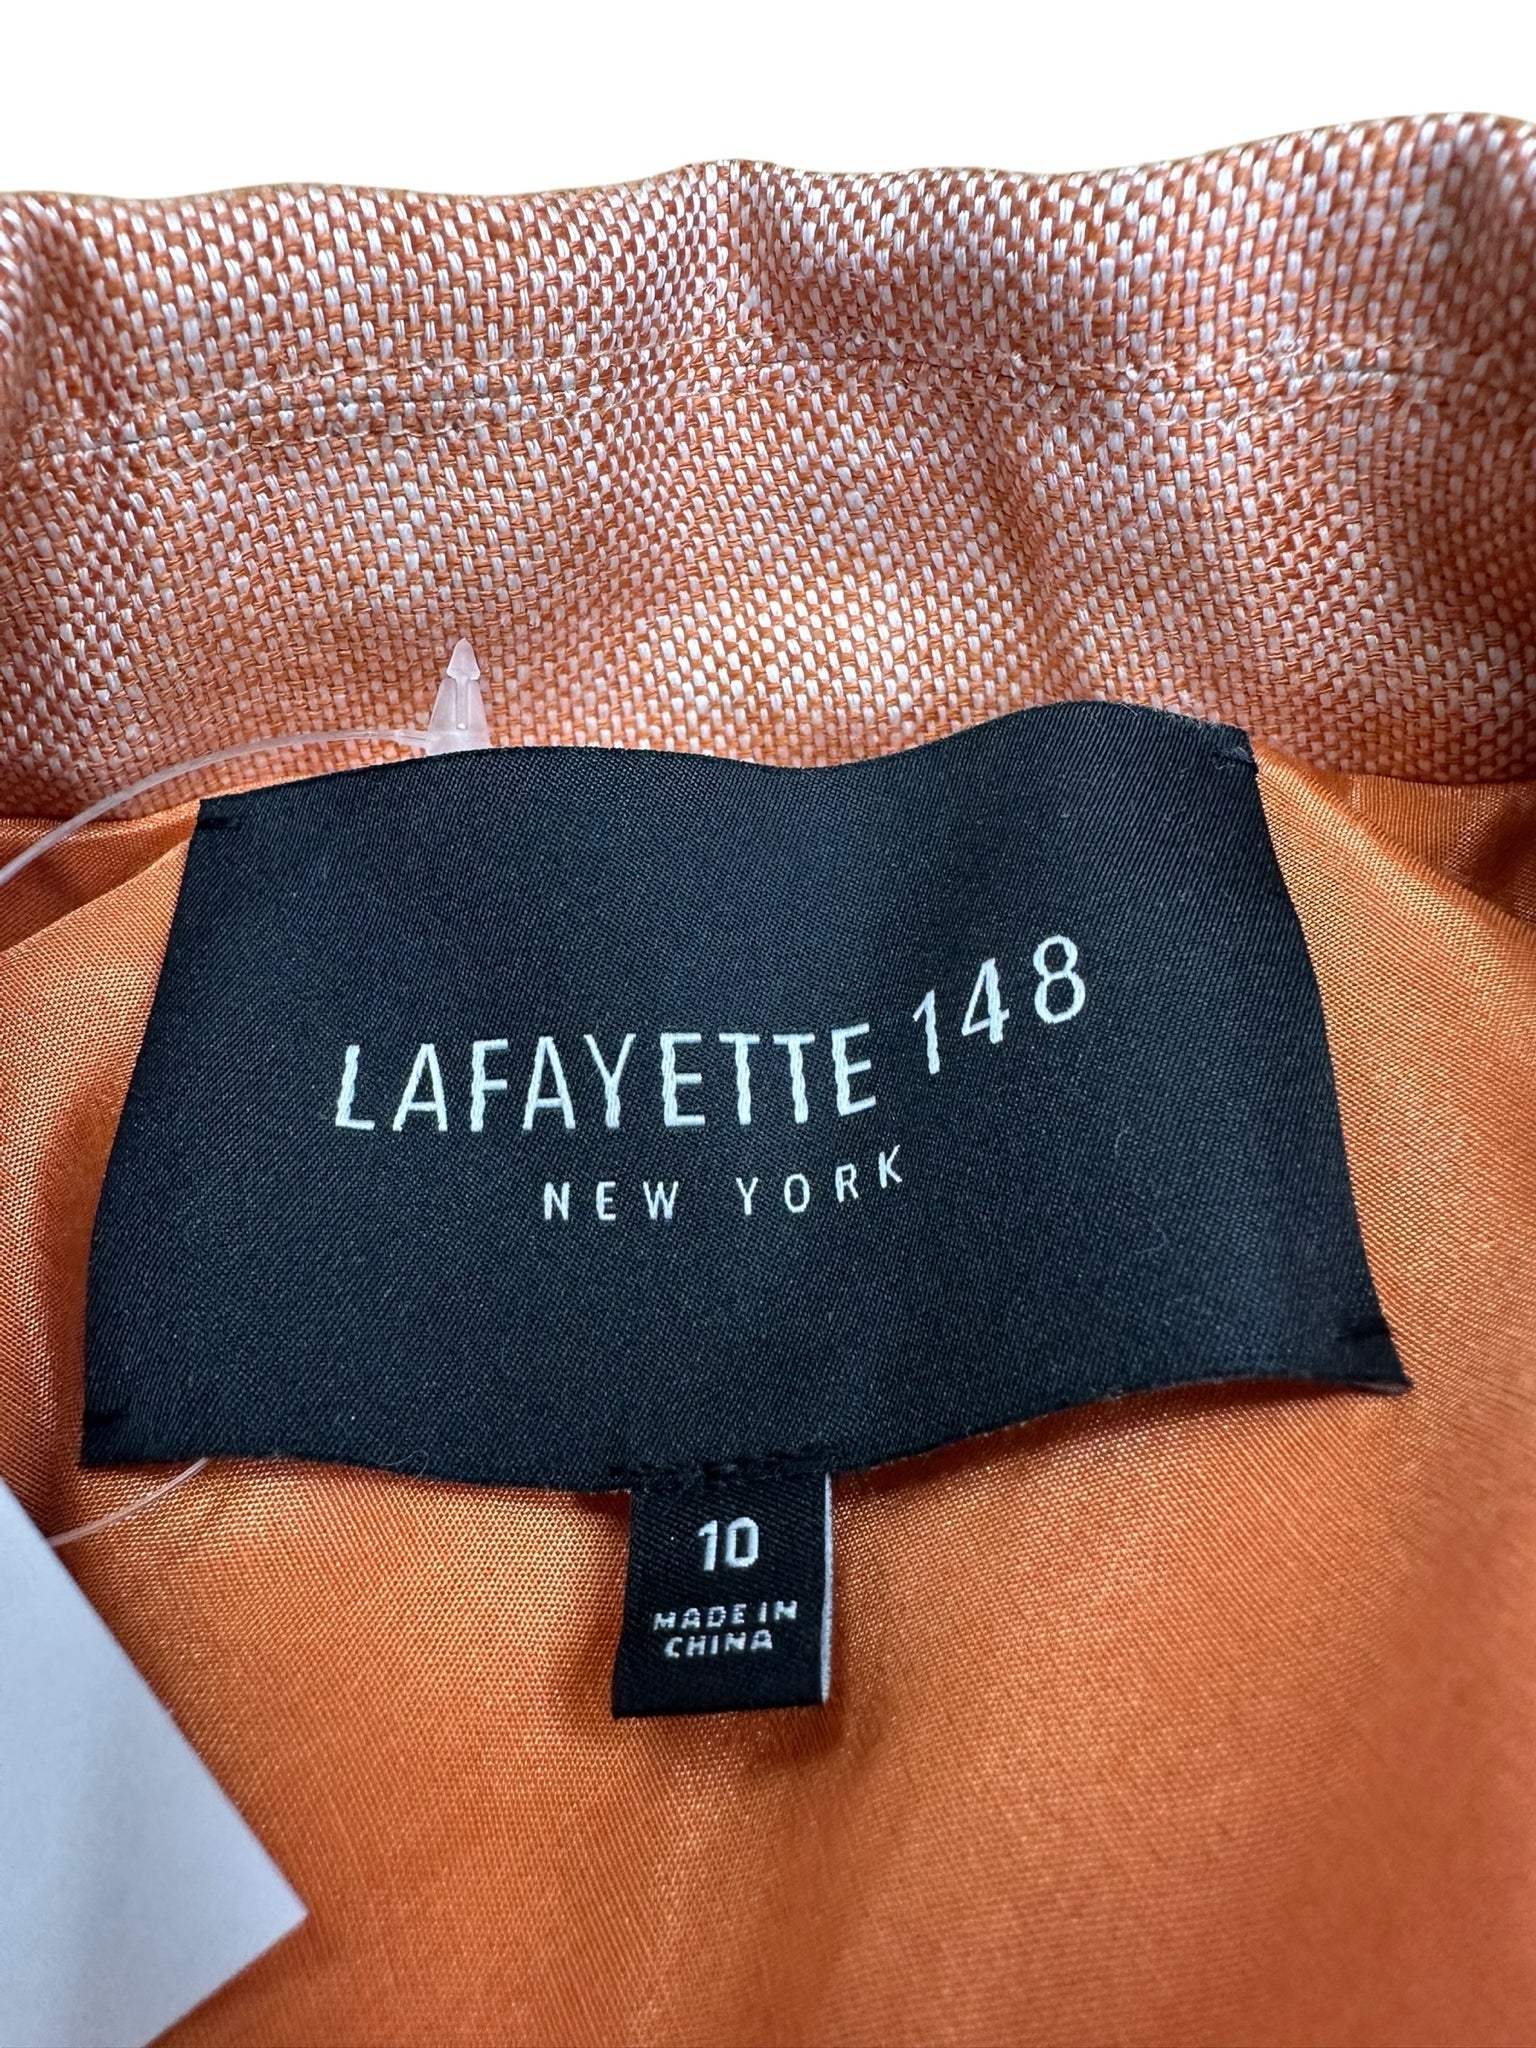 LAFAYETTE 148
NEW YORK
10
MADE IN
CHINA